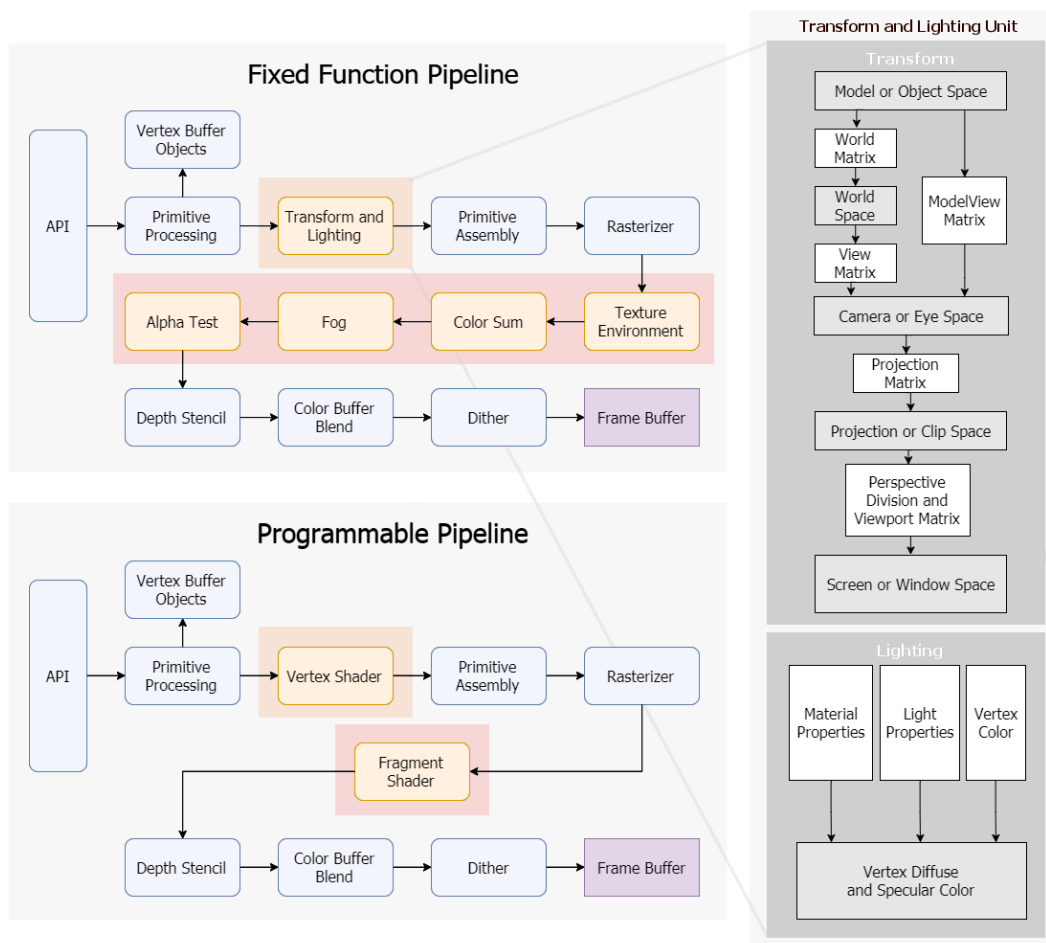 Transform and Lighting Unit
Fixed Function Pipeline
Vertex Buffer
Objects
API
Primitive
Processing
Transform and
Lighting
Primitive
Assembly
Rasterizer
Alpha Test
Fog
Color Sum
Texture
Environment
Depth Stencil
Color Buffer
Blend
Dither
Frame Buffer
Programmable Pipeline
Vertex Buffer
Objects
API
Primitive
Processing
Vertex Shader
Primitive
Assembly
Rasterizer
Fragment
Shader
Depth Stencil
Color Buffer
Blend
Dither
Frame Buffer
Transform
Model or Object Space
World
Matrix
World
Space
View
Matrix
ModelView
Matrix
Camera or Eye Space
Projection
Matrix
Projection or Clip Space
Perspective
Division and
Viewport Matrix
Screen or Window Space
Lighting
Material
Properties
Light
Properties
Vertex
Color
Vertex Diffuse
and Specular Color